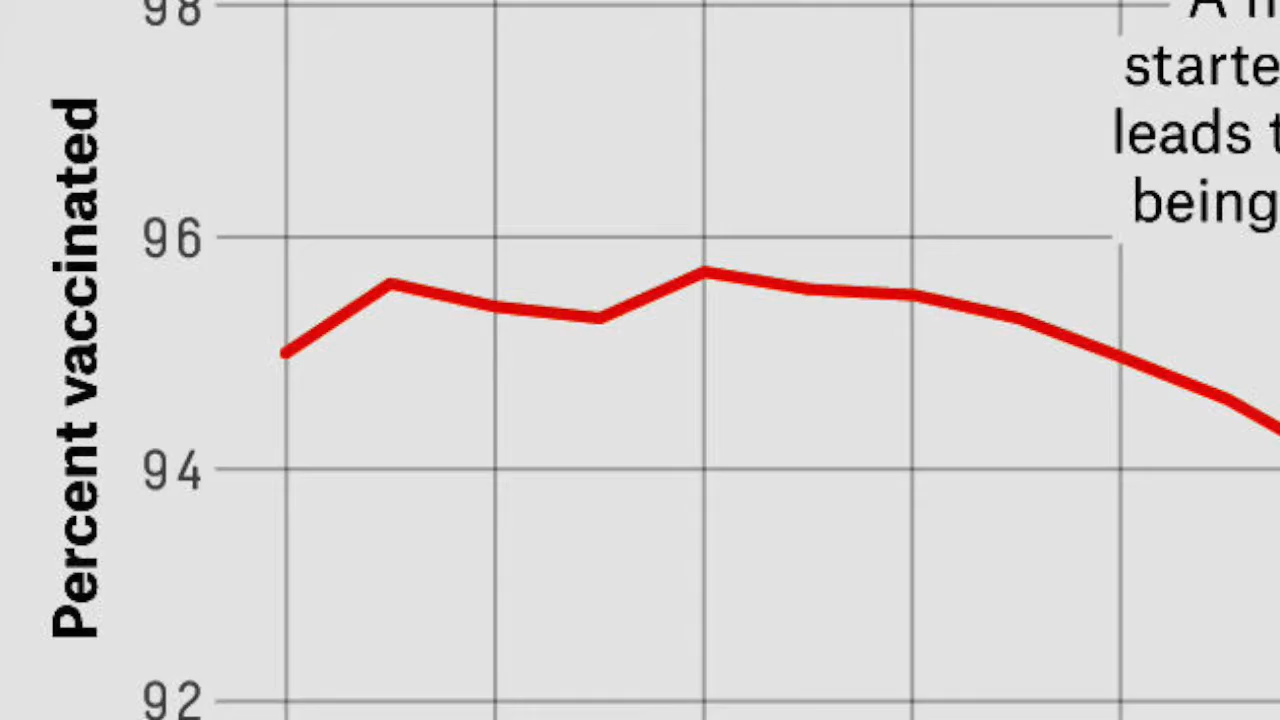 98
starte
leads t
being
96
Percent vaccinated
94
92